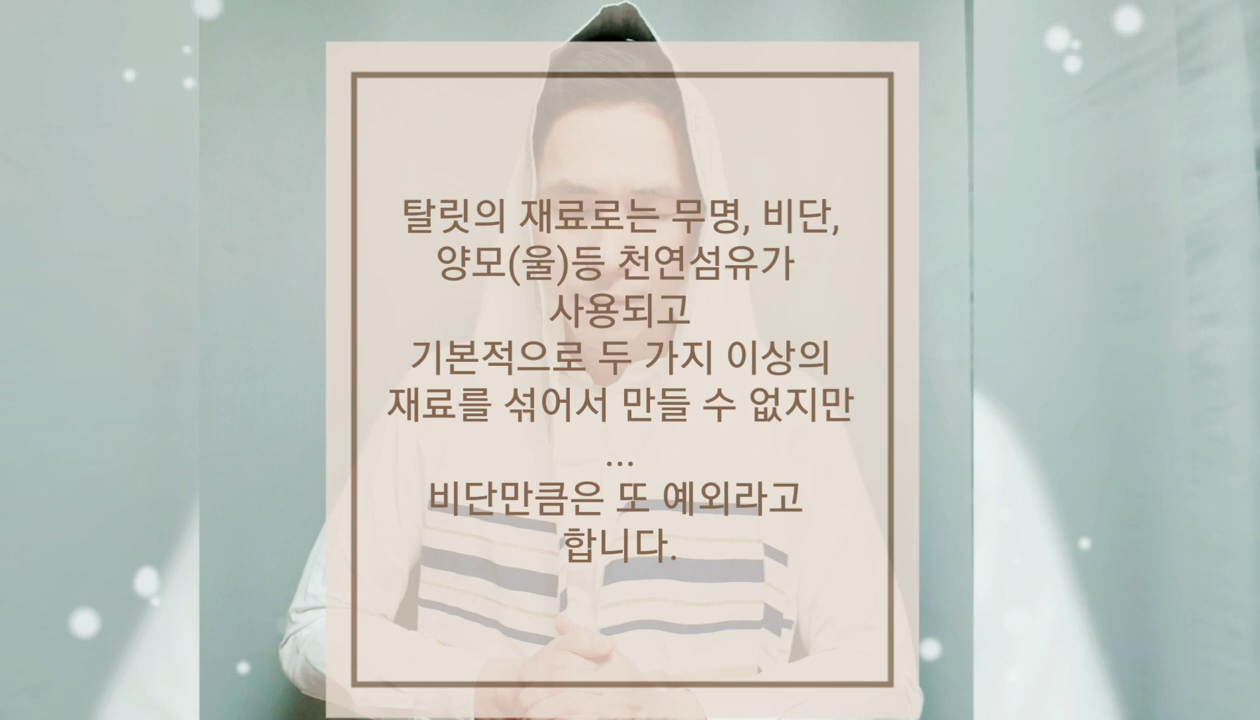 탈릿의 재료로는 무명, 비단,
양모(울)등 천연섬유가
사용되고
기본적으로 두 가지 이상의
재료를 섞어서 만들 수 없지만
...
비단만큼은 또 예외라고
합니다.